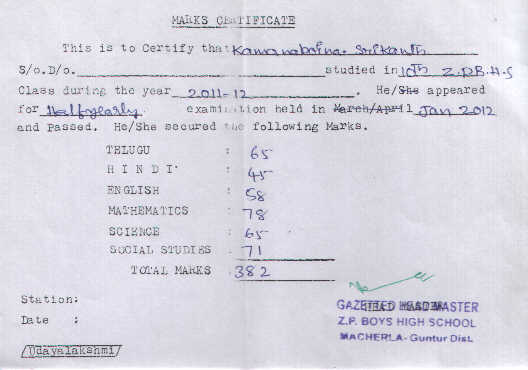 MARKS CERTIFICATE
This is to Certify that Kamanaboina. Srikanth
S/o.D/o. studied in 10th Z.P.B.H.S
Class during the year 2011-12. He/She appeared
for Halfyearly. examination held in March/April Jan 2012
and Passed. He/She secured the following Marks.
TELUGU : 65
HINDI : 45
ENGLISH : 58
MATHEMATICS : 78
SCIENCE : 65
SOCIAL STUDIES : 71
TOTAL MARKS : 382
Station:
Date :
GAZETTED HEADMASTER
Z.P. BOYS HIGH SCHOOL
MACHERLA- Guntur Dist.
/Udayalakshmi/